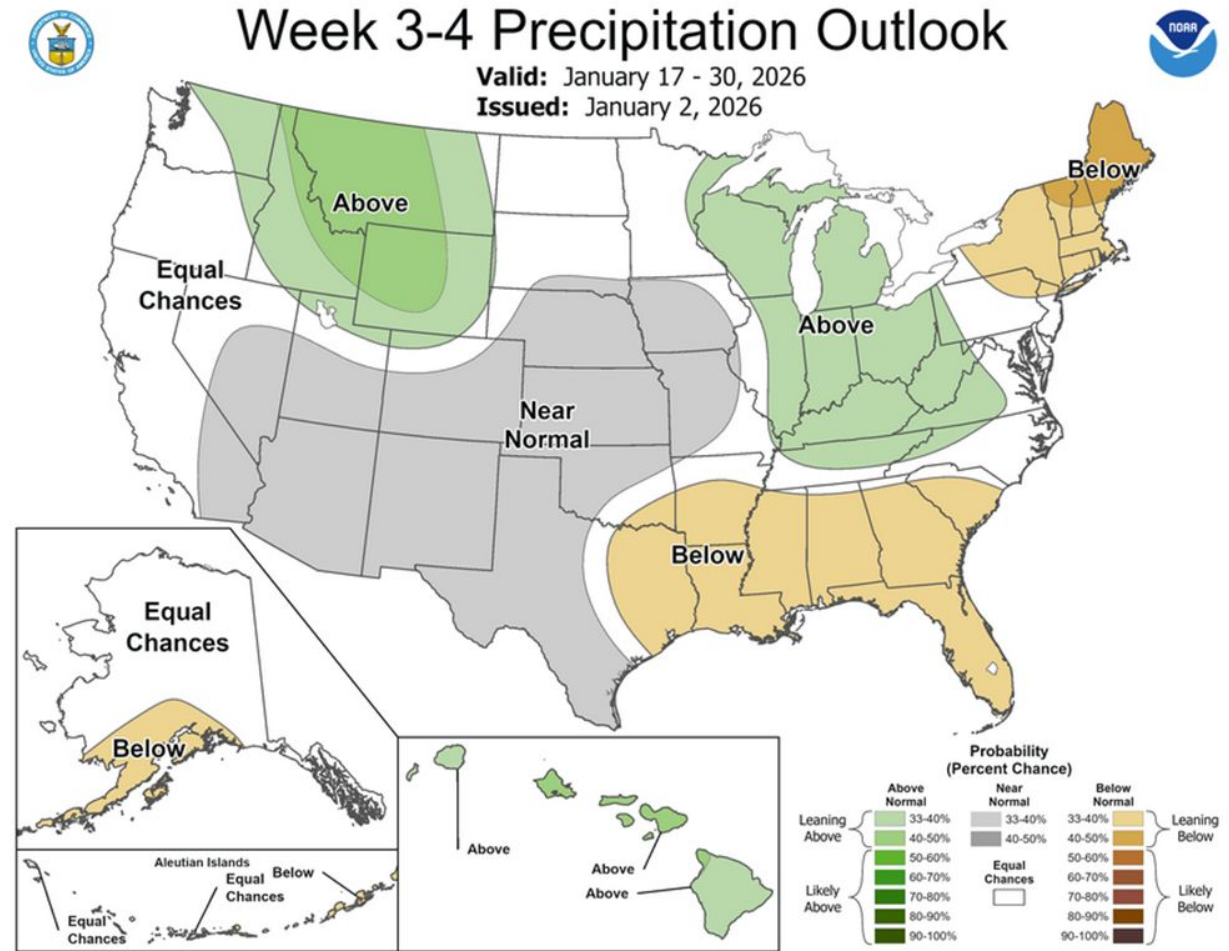 Week 3-4 Precipitation Outlook
Valid: January 17 - 30, 2026
Issued: January 2, 2026
NOAA
Above
Equal
Chances
Near
Normal
Above
Below
Below
Equal
Chances
Below
Aleutian Islands
Equal
Chances
Equal
Chances
Below
Above
Above
Above
Probability
(Percent Chance)
Above
Normal
Near
Normal
Below
Normal
Leaning
Above
33-40%
40-50%
Likely
Above
50-60%
60-70%
70-80%
80-90%
90-100%
33-40%
40-50%
Equal
Chances
33-40%
40-50%
Leaning
Below
50-60%
60-70%
70-80%
80-90%
90-100%
Likely
Below